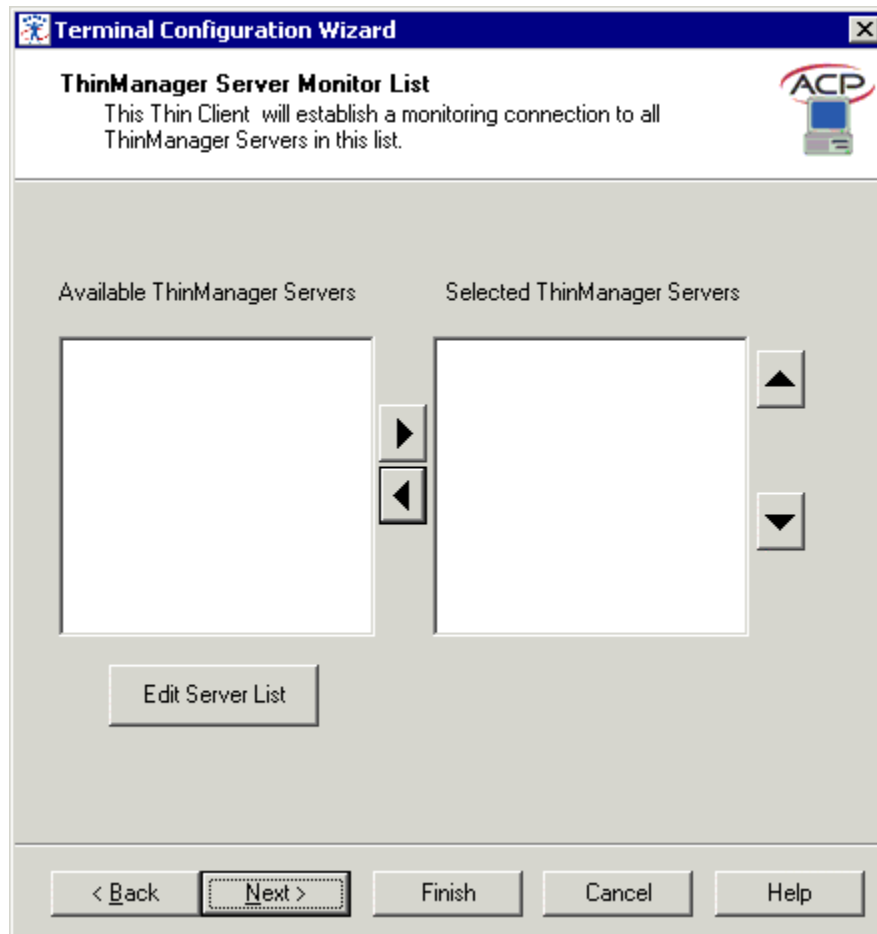 Terminal Configuration Wizard
ThinManager Server Monitor List
This Thin Client will establish a monitoring connection to all
ThinManager Servers in this list.
ACP
Available ThinManager Servers
Selected ThinManager Servers
Edit Server List
< Back
Next >
Finish
Cancel
Help